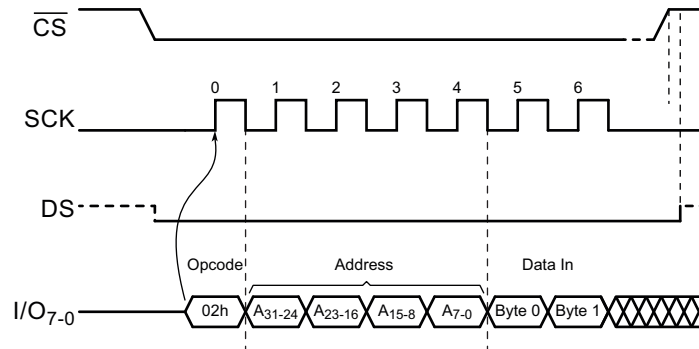 CS
0 1 2 3 4 5 6
SCK
DS
Opcode Address Data In
I/O7-0 02h A31-24 A23-16 A15-8 A7-0 Byte 0 Byte 1